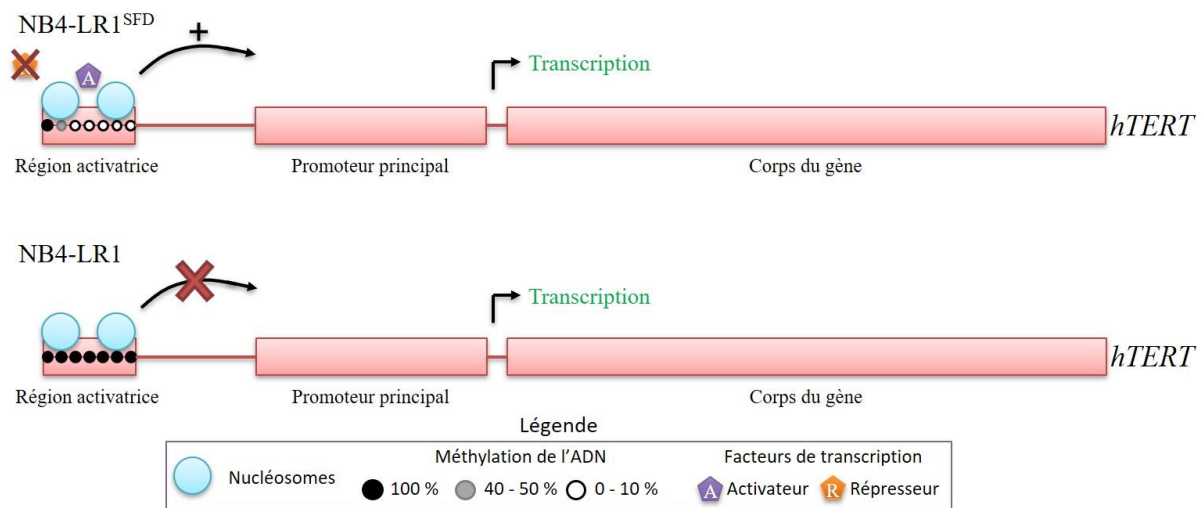 NB4-LR1SFD
R
+
A
Transcription
hTERT
Région activatrice
Promoteur principal
Corps du gène
NB4-LR1
Transcription
hTERT
Région activatrice
Promoteur principal
Corps du gène
Légende
Nucléosomes
Méthylation de l’ADN
100 %
40 - 50 %
0 - 10 %
Facteurs de transcription
A Activateur
R Répresseur